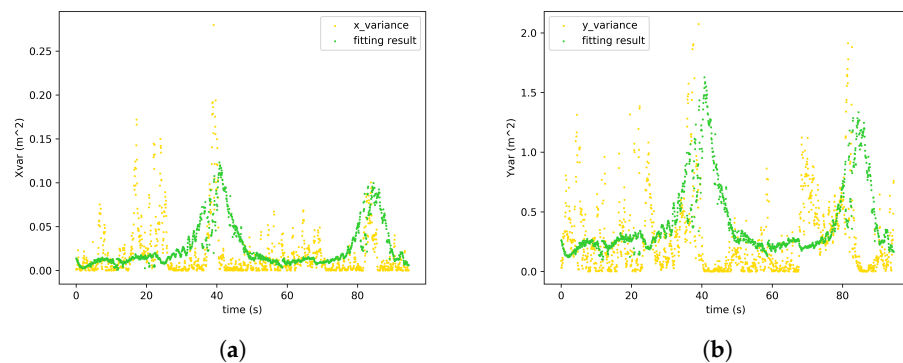 x_variance
fitting result
0.25
0.20
0.15
0.10
0.05
0.00
Xvar (m^2)
0 20 40 60 80
time (s)
(a)
y_variance
fitting result
2.0
1.5
1.0
0.5
0.0
Yvar (m^2)
0 20 40 60 80
time (s)
(b)